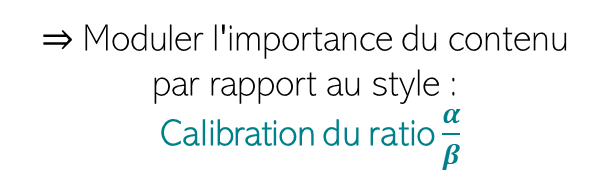 ⇒ Moduler l'importance du contenu
par rapport au style :
Calibration du ratio α/β